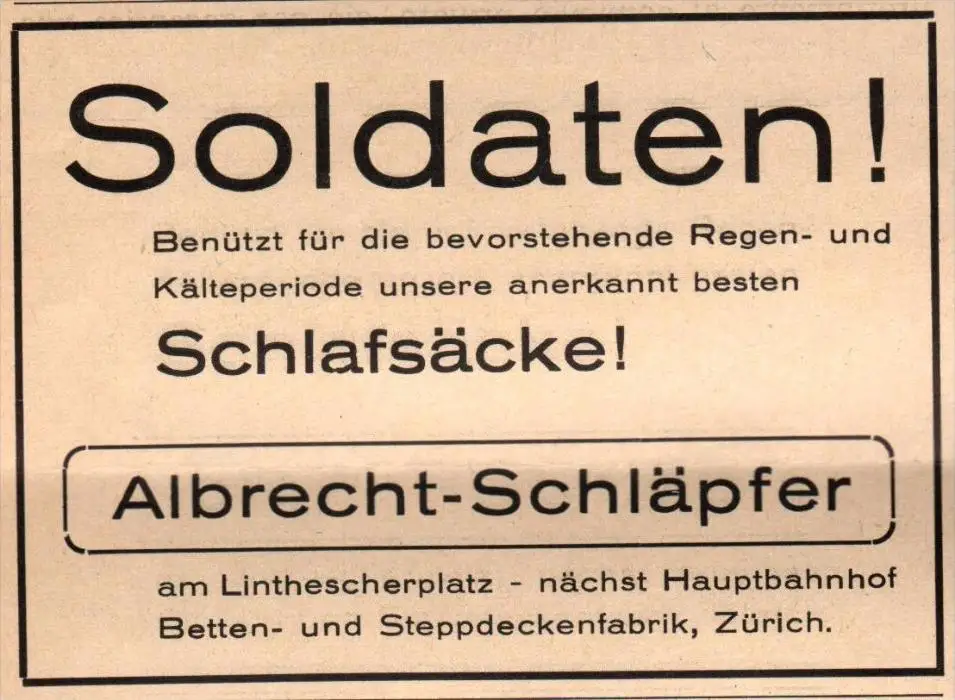 Soldaten!
Benützt für die bevorstehende Regen- und
Kälteperiode unsere anerkannt besten
Schlafsäcke!
Albrecht-Schläpfer
am Linthescherplatz - nächst Hauptbahnhof
Betten- und Steppdeckenfabrik, Zürich.